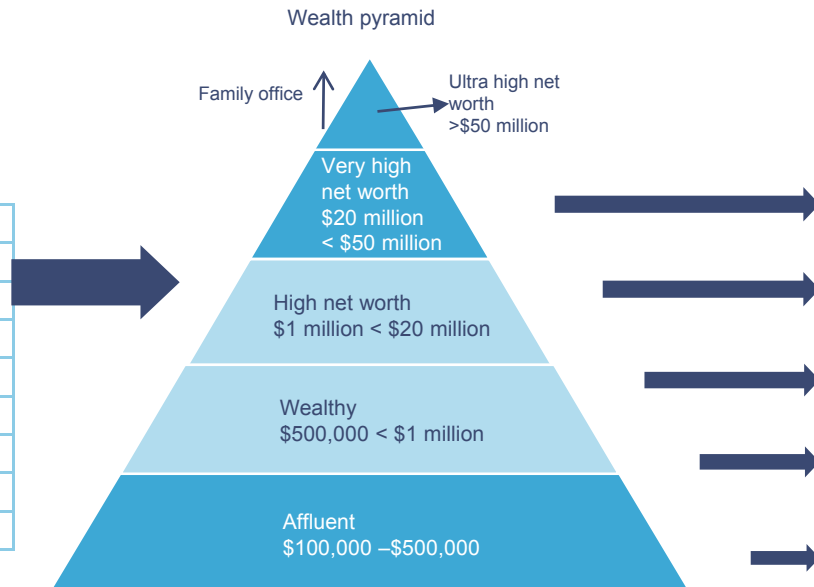 Wealth pyramid
Family office
Ultra high net
worth
>$50 million
Very high
net worth
$20 million
< $50 million
High net worth
$1 million < $20 million
Wealthy
$500,000 < $1 million
Affluent
$100,000 –$500,000